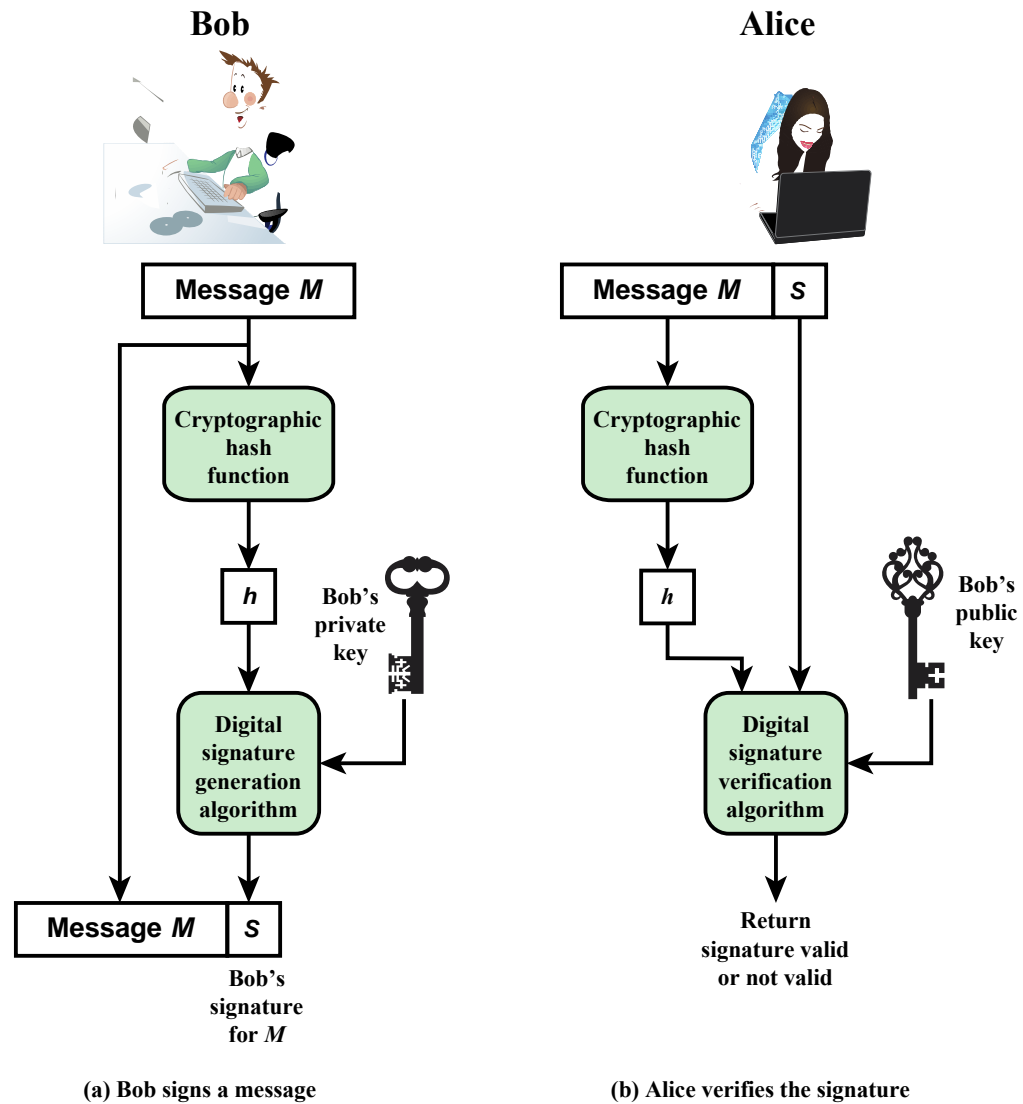 Bob
Message M
Cryptographic
hash
function
h
Bob’s
private
key
Digital
signature
generation
algorithm
Message M
S
Bob’s
signature
for M
(a) Bob signs a message
Alice
Message M
S
Cryptographic
hash
function
h
Bob’s
public
key
Digital
signature
verification
algorithm
Return
signature valid
or not valid
(b) Alice verifies the signature